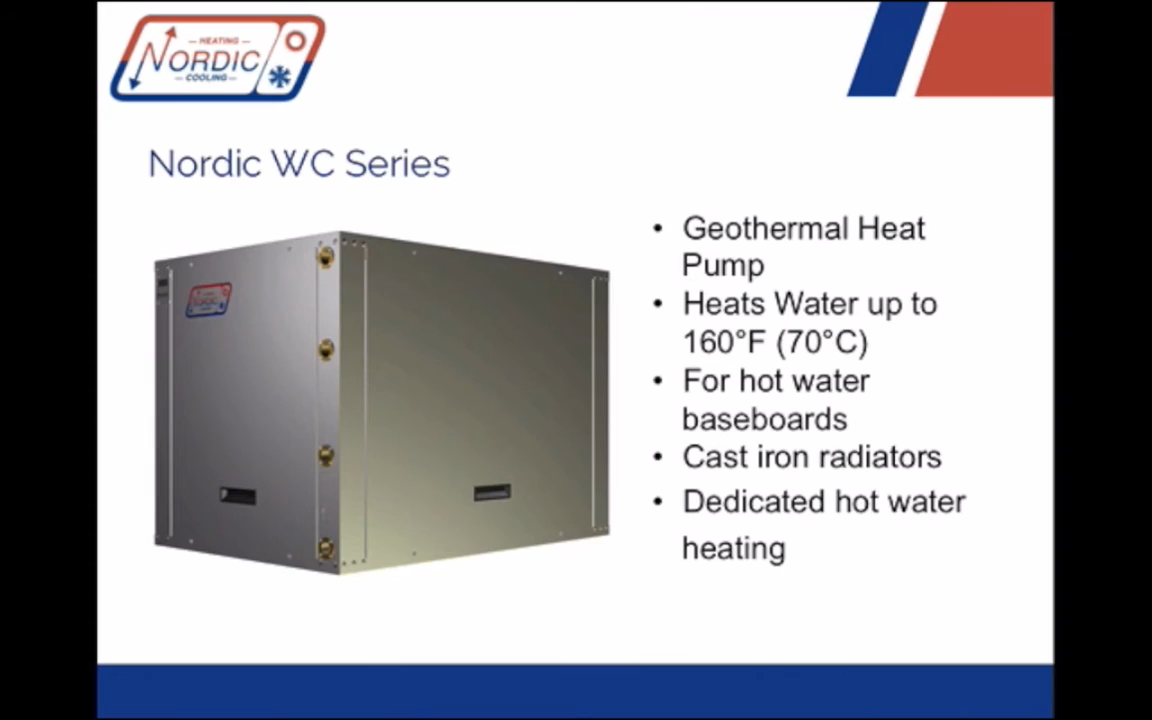 HEATING
NORDIC
COOLING
Nordic WC Series
NORDIC
• Geothermal Heat
Pump
• Heats Water up to
160°F (70°C)
• For hot water
baseboards
• Cast iron radiators
• Dedicated hot water
heating